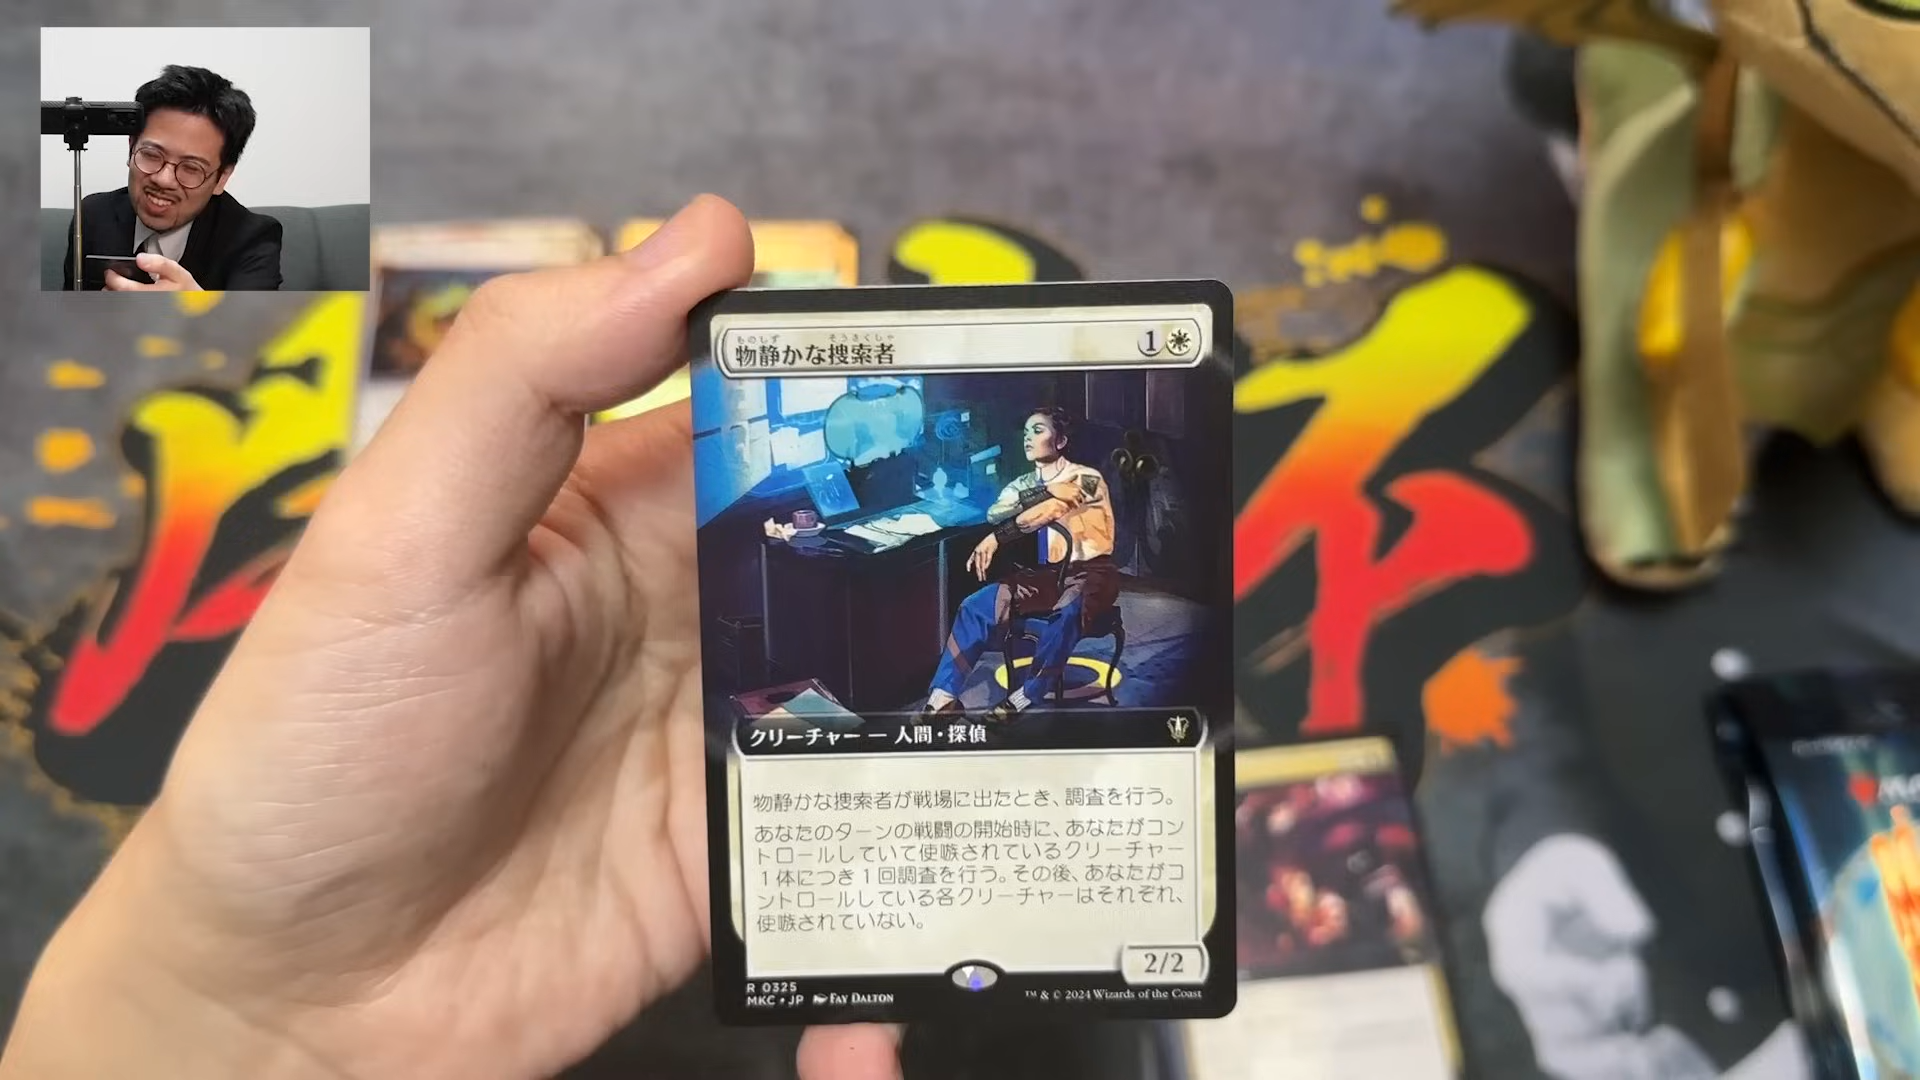 ものしず そうさくしゃ
物静かな捜索者
1
クリーチャー — 人間・探偵
物静かな捜索者が戦場に出たとき、調査を行う。
あなたのターンの戦闘の開始時に、あなたがコン
トロールしていて使嗾されているクリーチャー
１体につき１回調査を行う。その後、あなたがコ
ントロールしている各クリーチャーはそれぞれ、
使嗾されていない。
2/2
R 0325
MKC • JP FAY DALTON
™ & © 2024 Wizards of the Coast